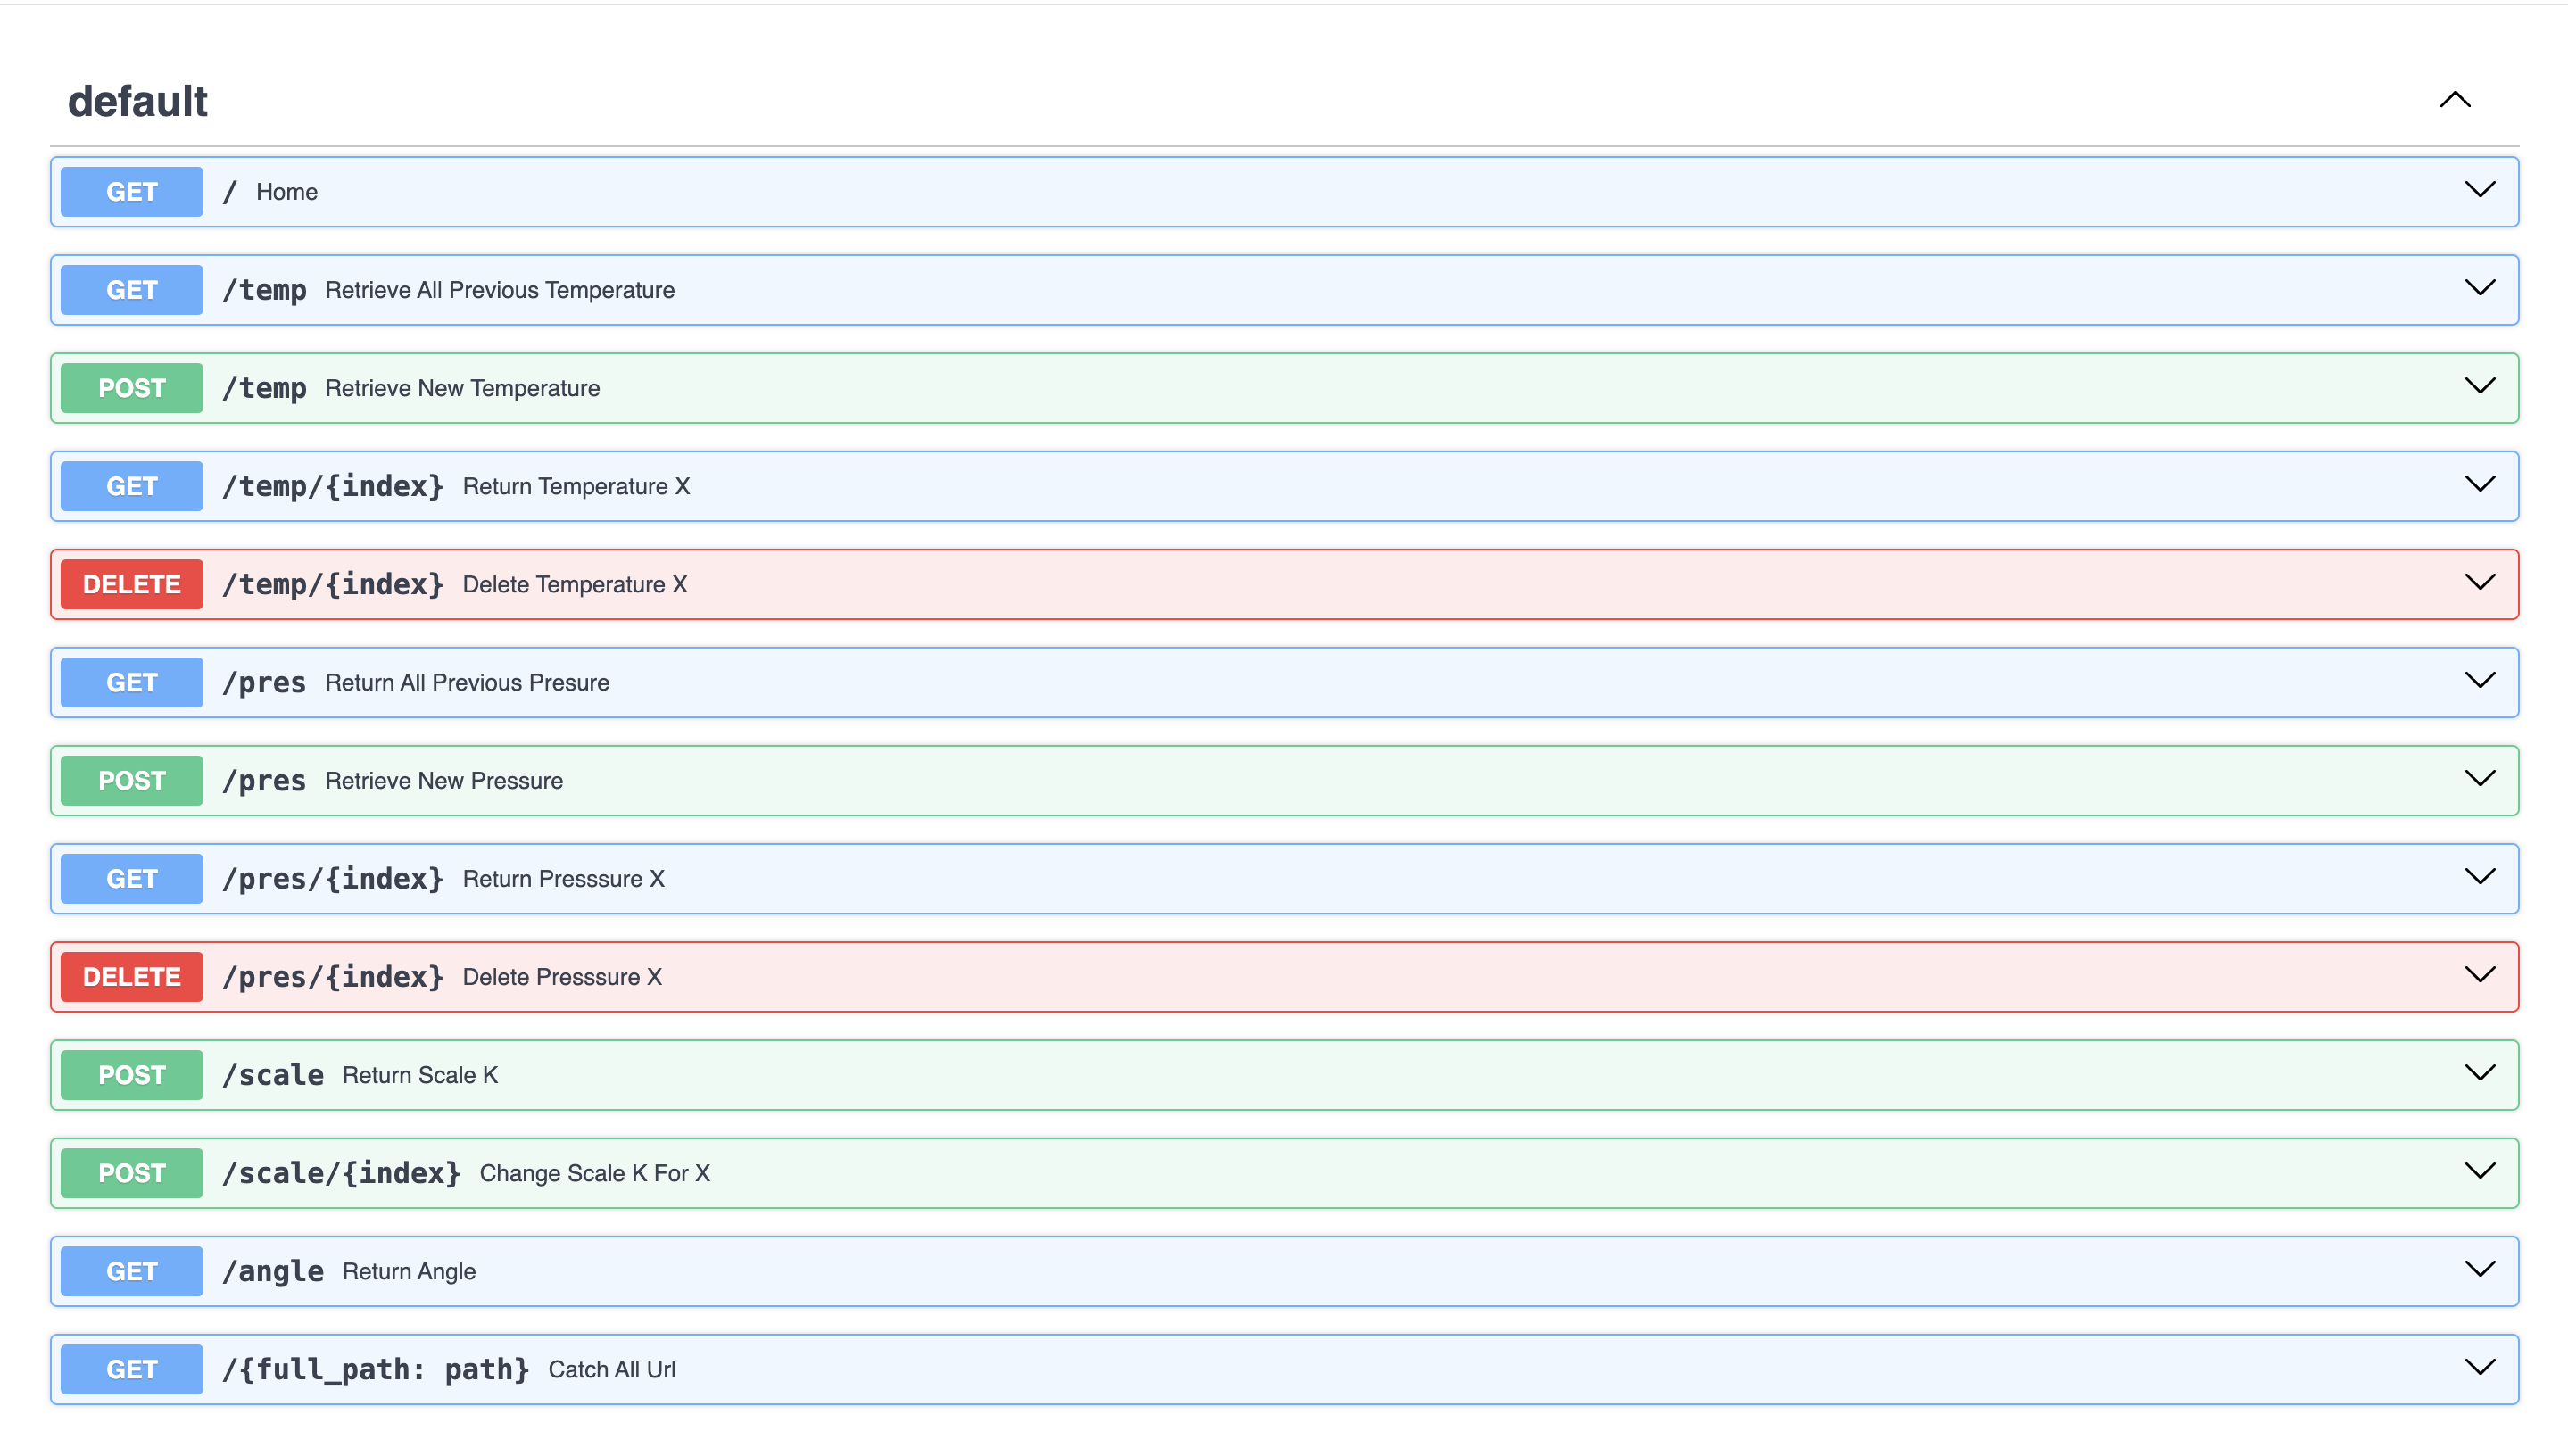 default
GET / Home
GET /temp Retrieve All Previous Temperature
POST /temp Retrieve New Temperature
GET /temp/{index} Return Temperature X
DELETE /temp/{index} Delete Temperature X
GET /pres Return All Previous Presure
POST /pres Retrieve New Pressure
GET /pres/{index} Return Presssure X
DELETE /pres/{index} Delete Presssure X
POST /scale Return Scale K
POST /scale/{index} Change Scale K For X
GET /angle Return Angle
GET /{full_path: path} Catch All Url